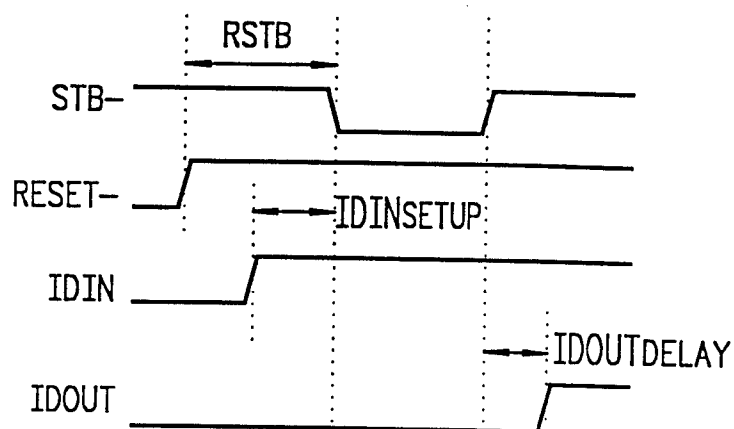 RSTB
STB–
RESET–
IDINSETUP
IDIN
IDOUTDELAY
IDOUT